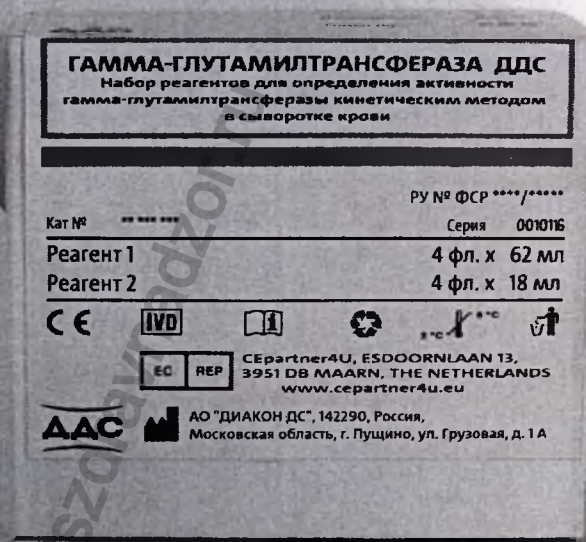 ГАММА-ГЛУТАМИЛТРАНСФЕРАЗА ДДС
Набор реагентов для определения активности
гамма-глутамилтрансферазы кинетическим методом
в сыворотке крови
РУ № ФСР ****/*****
Кат № ** *** *** Серия 0010116
Реагент 1 4 фл. x 62 мл
Реагент 2 4 фл. x 18 мл
CE IVD
EC REP
CEpartner4U, ESDOORNLAAN 13,
3951 DB MAARN, THE NETHERLANDS
www.cepartner4u.eu
ДДС
АО "ДИАКОН ДС", 142290, Россия,
Московская область, г. Пущино, ул. Грузовая, д. 1 А